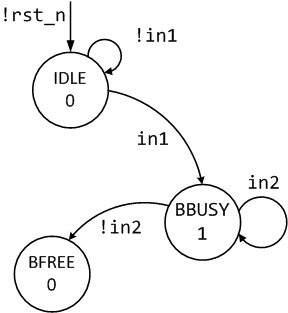 !rst_n
!in1
IDLE
0
in1
in2
BBUSY
1
!in2
BFREE
0